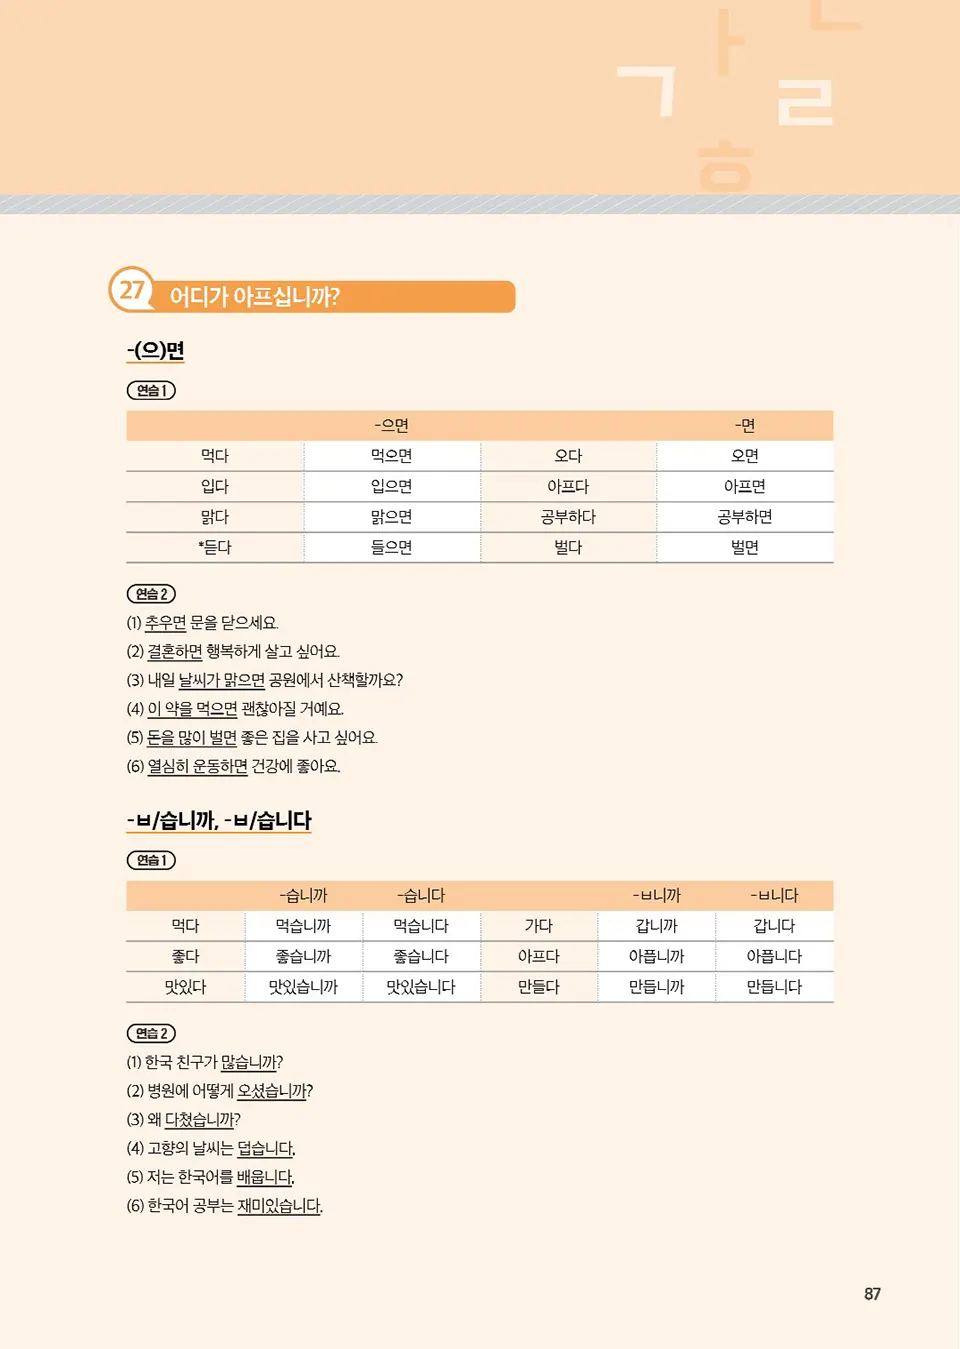 ㄱ ㅏ ㄴ ㄹ ㅎ
27 어디가 아프십니까?
-(으)면
연습 1
-으면 -면
먹다 먹으면 오다 오면
입다 입으면 아프다 아프면
맑다 맑으면 공부하다 공부하면
*듣다 들으면 벌다 벌면
연습 2
(1) 추우면 문을 닫으세요.
(2) 결혼하면 행복하게 살고 싶어요.
(3) 내일 날씨가 맑으면 공원에서 산책할까요?
(4) 이 약을 먹으면 괜찮아질 거예요.
(5) 돈을 많이 벌면 좋은 집을 사고 싶어요.
(6) 열심히 운동하면 건강에 좋아요.
-ㅂ/습니까, -ㅂ/습니다
연습 1
-습니까 -습니다 -ㅂ니까 -ㅂ니다
먹다 먹습니까 먹습니다 가다 갑니까 갑니다
좋다 좋습니까 좋습니다 아프다 아픕니까 아픕니다
맛있다 맛있습니까 맛있습니다 만들다 만듭니까 만듭니다
연습 2
(1) 한국 친구가 많습니까?
(2) 병원에 어떻게 오셨습니까?
(3) 왜 다쳤습니까?
(4) 고향의 날씨는 덥습니다.
(5) 저는 한국어를 배웁니다.
(6) 한국어 공부는 재미있습니다.
87